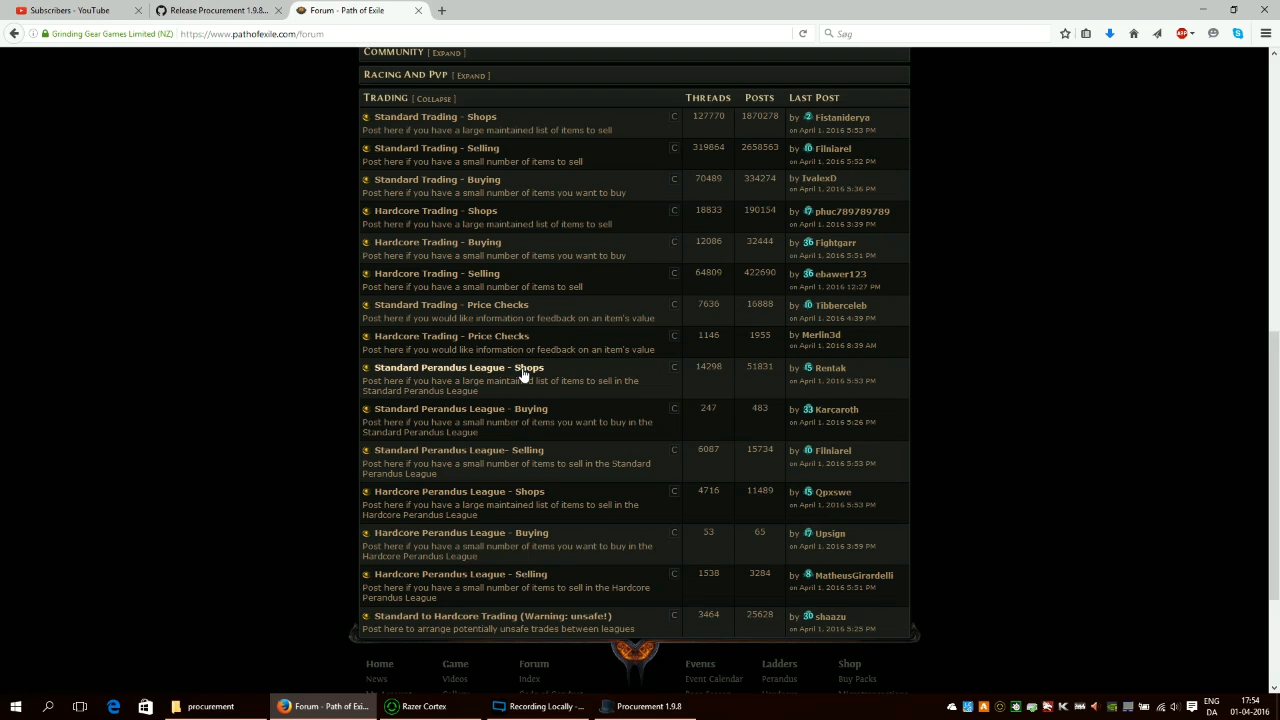 Subscribers - YouTube
Release Procurement 1.9.8...
Forum - Path of Exile
Grinding Gear Games Limited (NZ)
https://www.pathofexile.com/forum
Søg
ABP
Community [ Expand ]
Racing And PvP [ Expand ]
Trading [ Collapse ] Threads Posts Last Post
Standard Trading - Shops C 127770 1870278 by 2 Fistaniderya
Post here if you have a large maintained list of items to sell on April 1, 2016 5:53 PM
Standard Trading - Selling C 319864 2658563 by 10 Filniarel
Post here if you have a small number of items to sell on April 1, 2016 5:52 PM
Standard Trading - Buying C 70489 334274 by IvalexD
Post here if you have a small number of items you want to buy on April 1, 2016 5:36 PM
Hardcore Trading - Shops C 18833 190154 by 17 phuc789789789
Post here if you have a large maintained list of items to sell on April 1, 2016 3:39 PM
Hardcore Trading - Buying C 12086 32444 by 36 Fightgarr
Post here if you have a small number of items you want to buy on April 1, 2016 5:31 PM
Hardcore Trading - Selling C 64809 422690 by 36 ebawer123
Post here if you have a small number of items to sell on April 1, 2016 12:27 PM
Standard Trading - Price Checks C 7636 16888 by 10 Tibberceleb
Post here if you would like information or feedback on an item's value on April 1, 2016 4:39 PM
Hardcore Trading - Price Checks C 1146 1955 by Merlin3d
Post here if you would like information or feedback on an item's value on April 1, 2016 8:39 AM
Standard Perandus League - Shops C 14298 51831 by 15 Rentak
Post here if you have a large maintained list of items to sell in the on April 1, 2016 5:53 PM
Standard Perandus League
Standard Perandus League - Buying C 247 483 by 33 Karcaroth
Post here if you have a small number of items you want to buy in the on April 1, 2016 5:26 PM
Standard Perandus League
Standard Perandus League- Selling C 6087 15734 by 10 Filniarel
Post here if you have a small number of items to sell in the Standard on April 1, 2016 5:53 PM
Perandus League
Hardcore Perandus League - Shops C 4716 11489 by 15 Qpxswe
Post here if you have a large maintained list of items to sell in the on April 1, 2016 5:53 PM
Hardcore Perandus League
Hardcore Perandus League - Buying C 53 65 by 17 Upsign
Post here if you have a small number of items you want to buy in the on April 1, 2016 3:59 PM
Hardcore Perandus League
Hardcore Perandus League - Selling C 1538 3284 by 8 MatheusGirardelli
Post here if you have a small number of items to sell in the Hardcore on April 1, 2016 5:51 PM
Perandus League
Standard to Hardcore Trading (Warning: unsafe!) C 3464 25628 by 30 shaazu
Post here to arrange potentially unsafe trades between leagues on April 1, 2016 5:25 PM
Home Game Forum Events Ladders Shop
News Videos Index Event Calendar Perandus Buy Packs
procurement
Forum - Path of Exi...
Razer Cortex
Recording Locally -...
Procurement 1.9.8
ENG 17:54
DA 01-04-2016